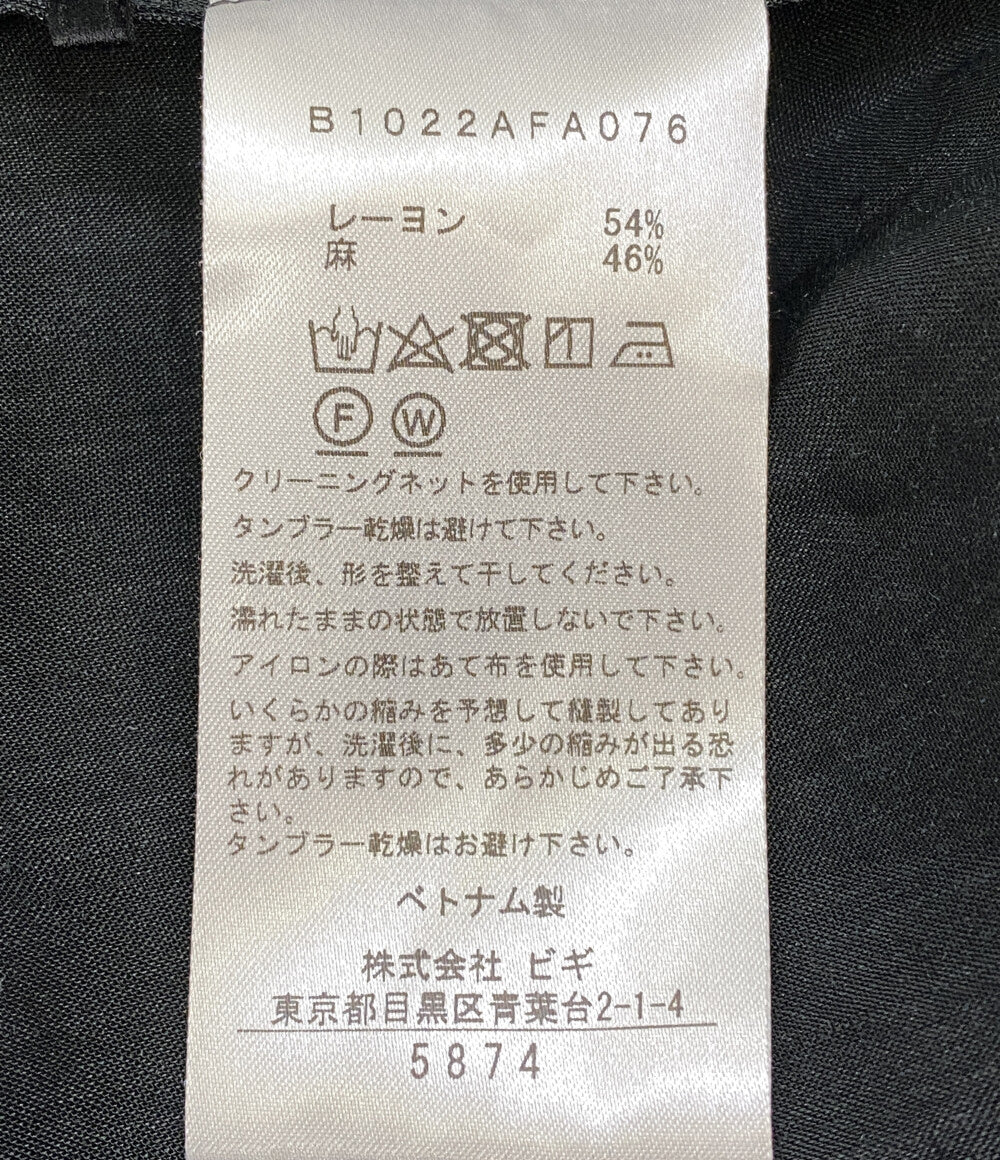 B1022AFA076
レーヨン 54%
麻 46%
F W
クリーニングネットを使用して下さい。
タンブラー乾燥は避けて下さい。
洗濯後、形を整えて干してください。
濡れたままの状態で放置しないで下さい。
アイロンの際はあて布を使用して下さい。
いくらかの縮みを予想して縫製してあり
ますが、洗濯後に、多少の縮みが出る恐
れがありますので、あらかじめご了承下
さい。
タンブラー乾燥はお避け下さい。
ベトナム製
株式会社 ビギ
東京都目黒区青葉台2-1-4
5874